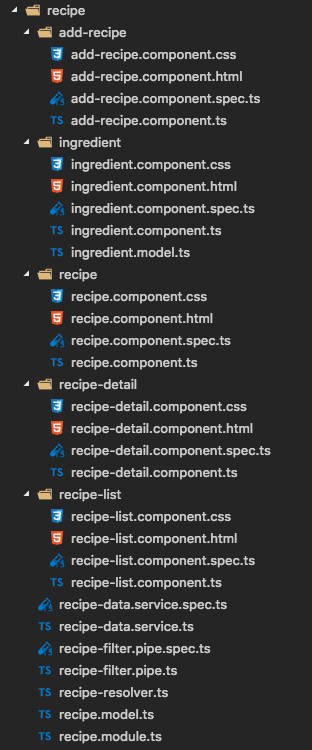 recipe
add-recipe
add-recipe.component.css
add-recipe.component.html
add-recipe.component.spec.ts
TS add-recipe.component.ts
ingredient
ingredient.component.css
ingredient.component.html
ingredient.component.spec.ts
TS ingredient.component.ts
TS ingredient.model.ts
recipe
recipe.component.css
recipe.component.html
recipe.component.spec.ts
TS recipe.component.ts
recipe-detail
recipe-detail.component.css
recipe-detail.component.html
recipe-detail.component.spec.ts
TS recipe-detail.component.ts
recipe-list
recipe-list.component.css
recipe-list.component.html
recipe-list.component.spec.ts
TS recipe-list.component.ts
recipe-data.service.spec.ts
TS recipe-data.service.ts
recipe-filter.pipe.spec.ts
TS recipe-filter.pipe.ts
TS recipe-resolver.ts
TS recipe.model.ts
TS recipe.module.ts